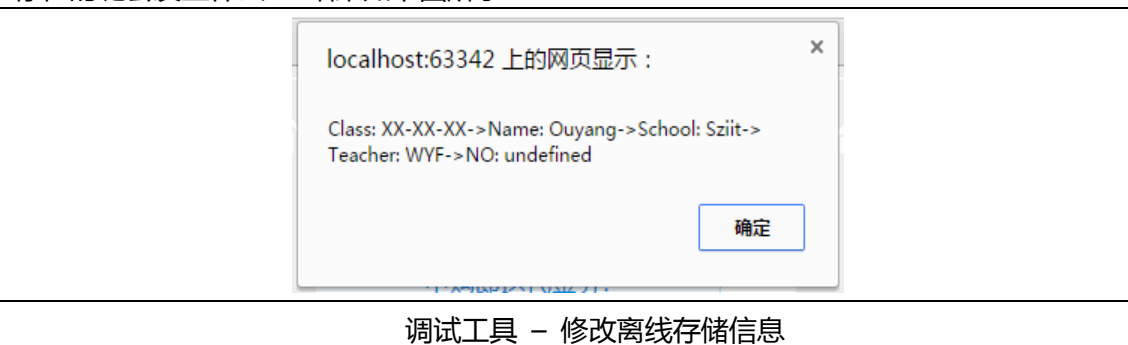 localhost:63342 上的网页显示：
×
Class: XX-XX-XX->Name: Ouyang->School: Sziit->
Teacher: WYF->NO: undefined
确定
调试工具 – 修改离线存储信息